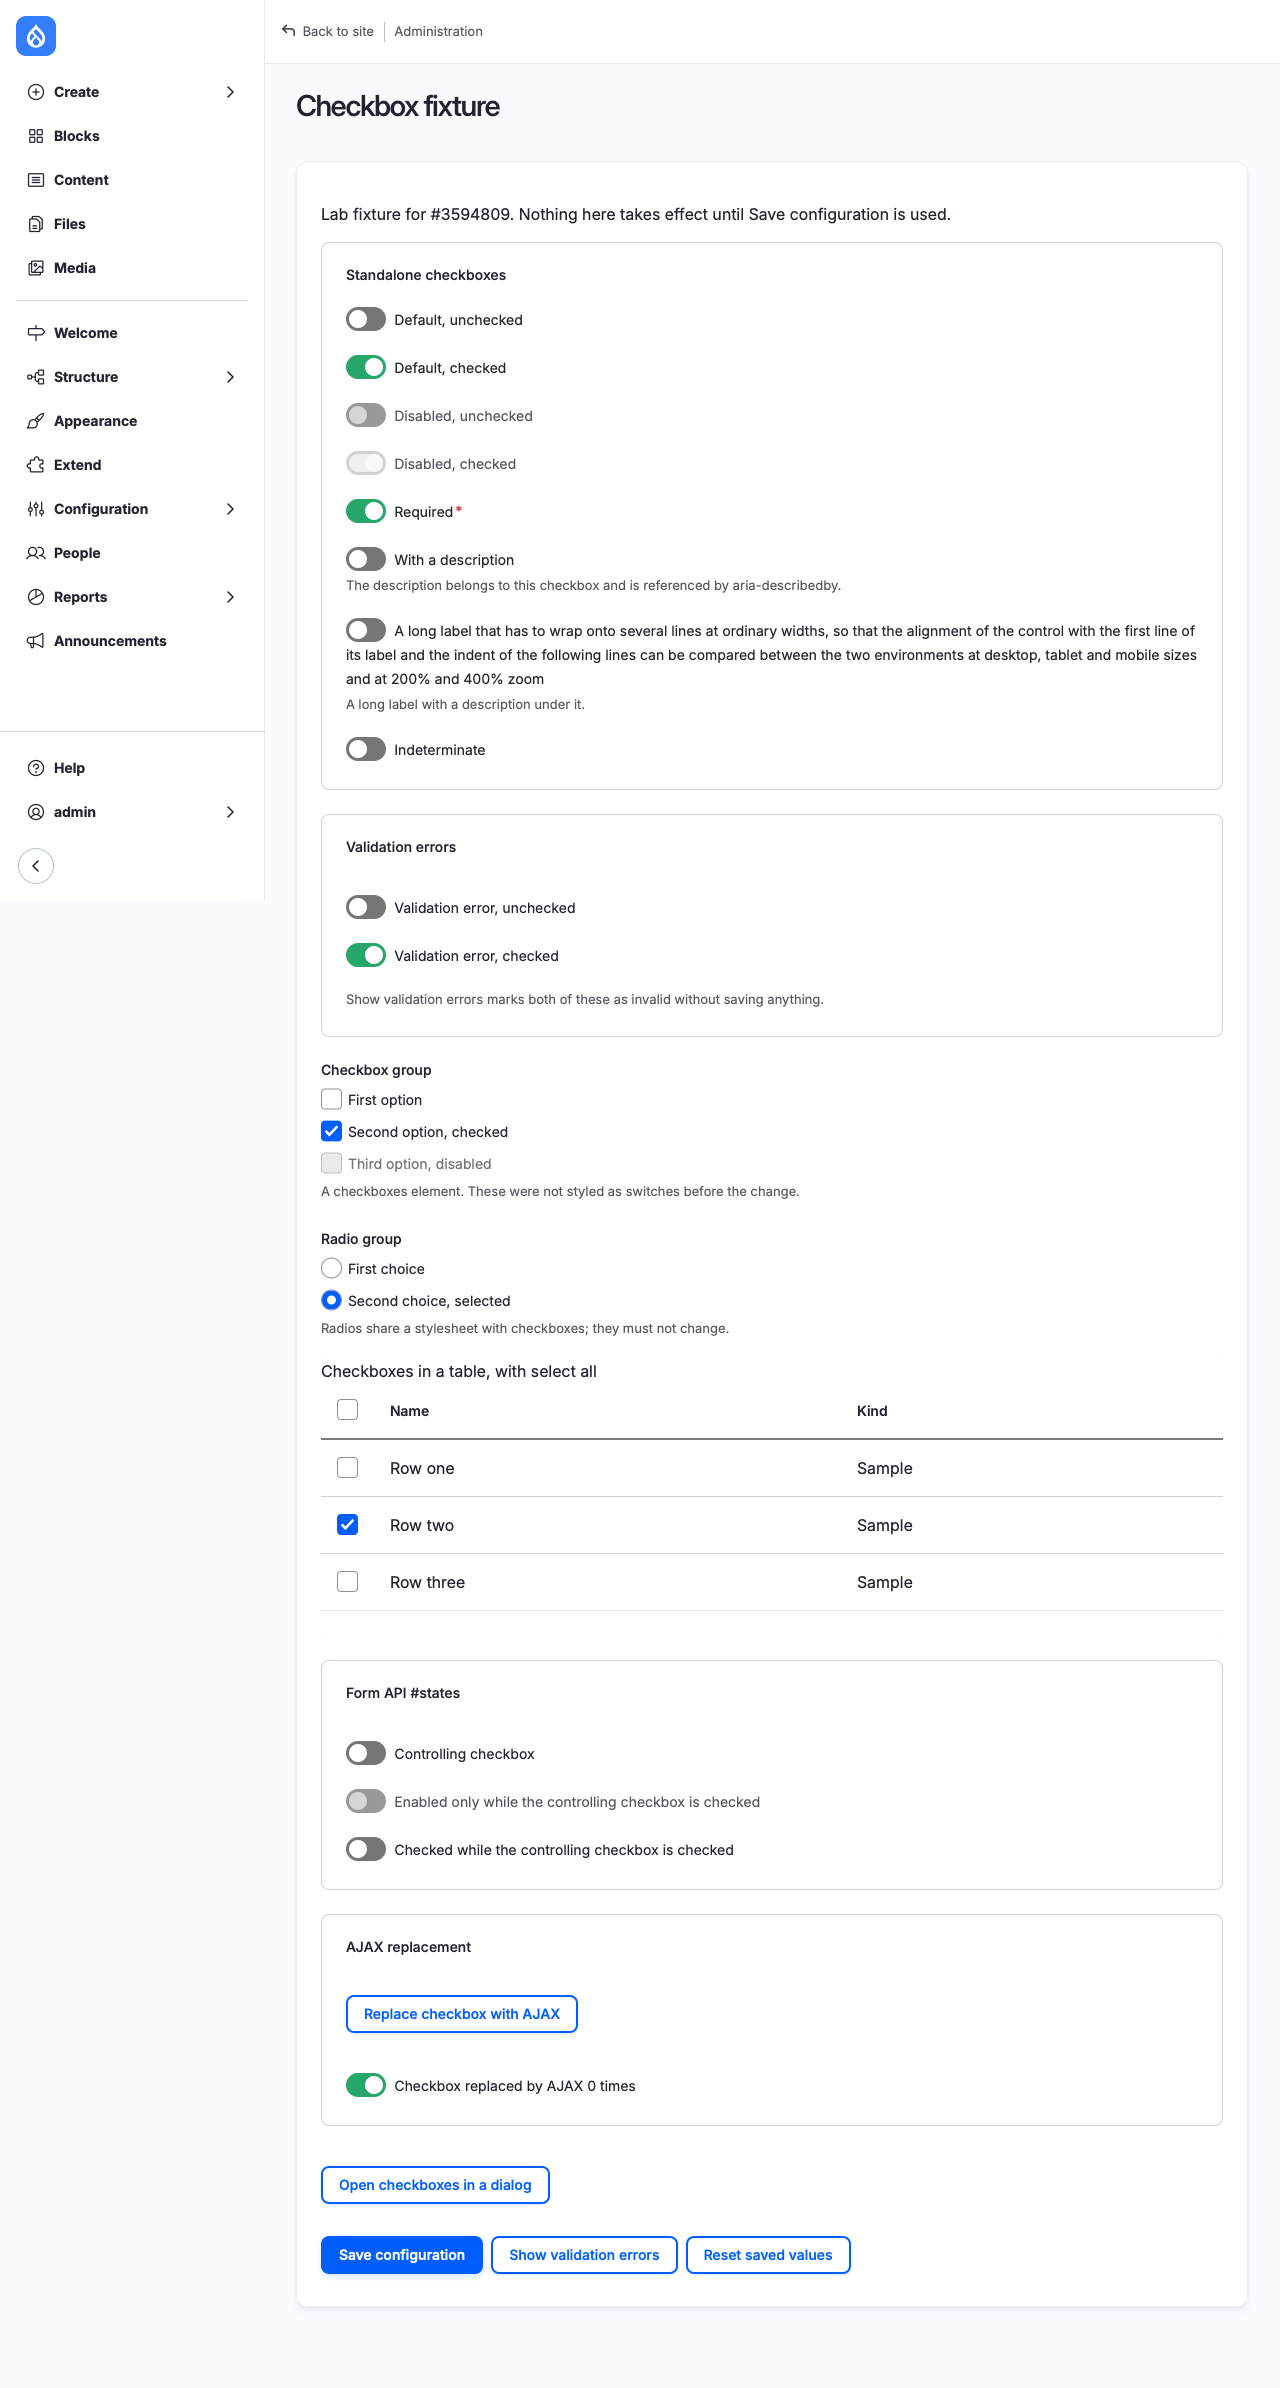 Back to site
Administration
Create
Blocks
Content
Files
Media
Welcome
Structure
Appearance
Extend
Configuration
People
Reports
Announcements
Help
admin
Checkbox fixture
Lab fixture for #3594809. Nothing here takes effect until Save configuration is used.
Standalone checkboxes
Default, unchecked
Default, checked
Disabled, unchecked
Disabled, checked
Required*
With a description
The description belongs to this checkbox and is referenced by aria-describedby.
A long label that has to wrap onto several lines at ordinary widths, so that the alignment of the control with the first line of
its label and the indent of the following lines can be compared between the two environments at desktop, tablet and mobile sizes
and at 200% and 400% zoom
A long label with a description under it.
Indeterminate
Validation errors
Validation error, unchecked
Validation error, checked
Show validation errors marks both of these as invalid without saving anything.
Checkbox group
First option
Second option, checked
Third option, disabled
A checkboxes element. These were not styled as switches before the change.
Radio group
First choice
Second choice, selected
Radios share a stylesheet with checkboxes; they must not change.
Checkboxes in a table, with select all
Name Kind
Row one Sample
Row two Sample
Row three Sample
Form API #states
Controlling checkbox
Enabled only while the controlling checkbox is checked
Checked while the controlling checkbox is checked
AJAX replacement
Replace checkbox with AJAX
Checkbox replaced by AJAX 0 times
Open checkboxes in a dialog
Save configuration
Show validation errors
Reset saved values